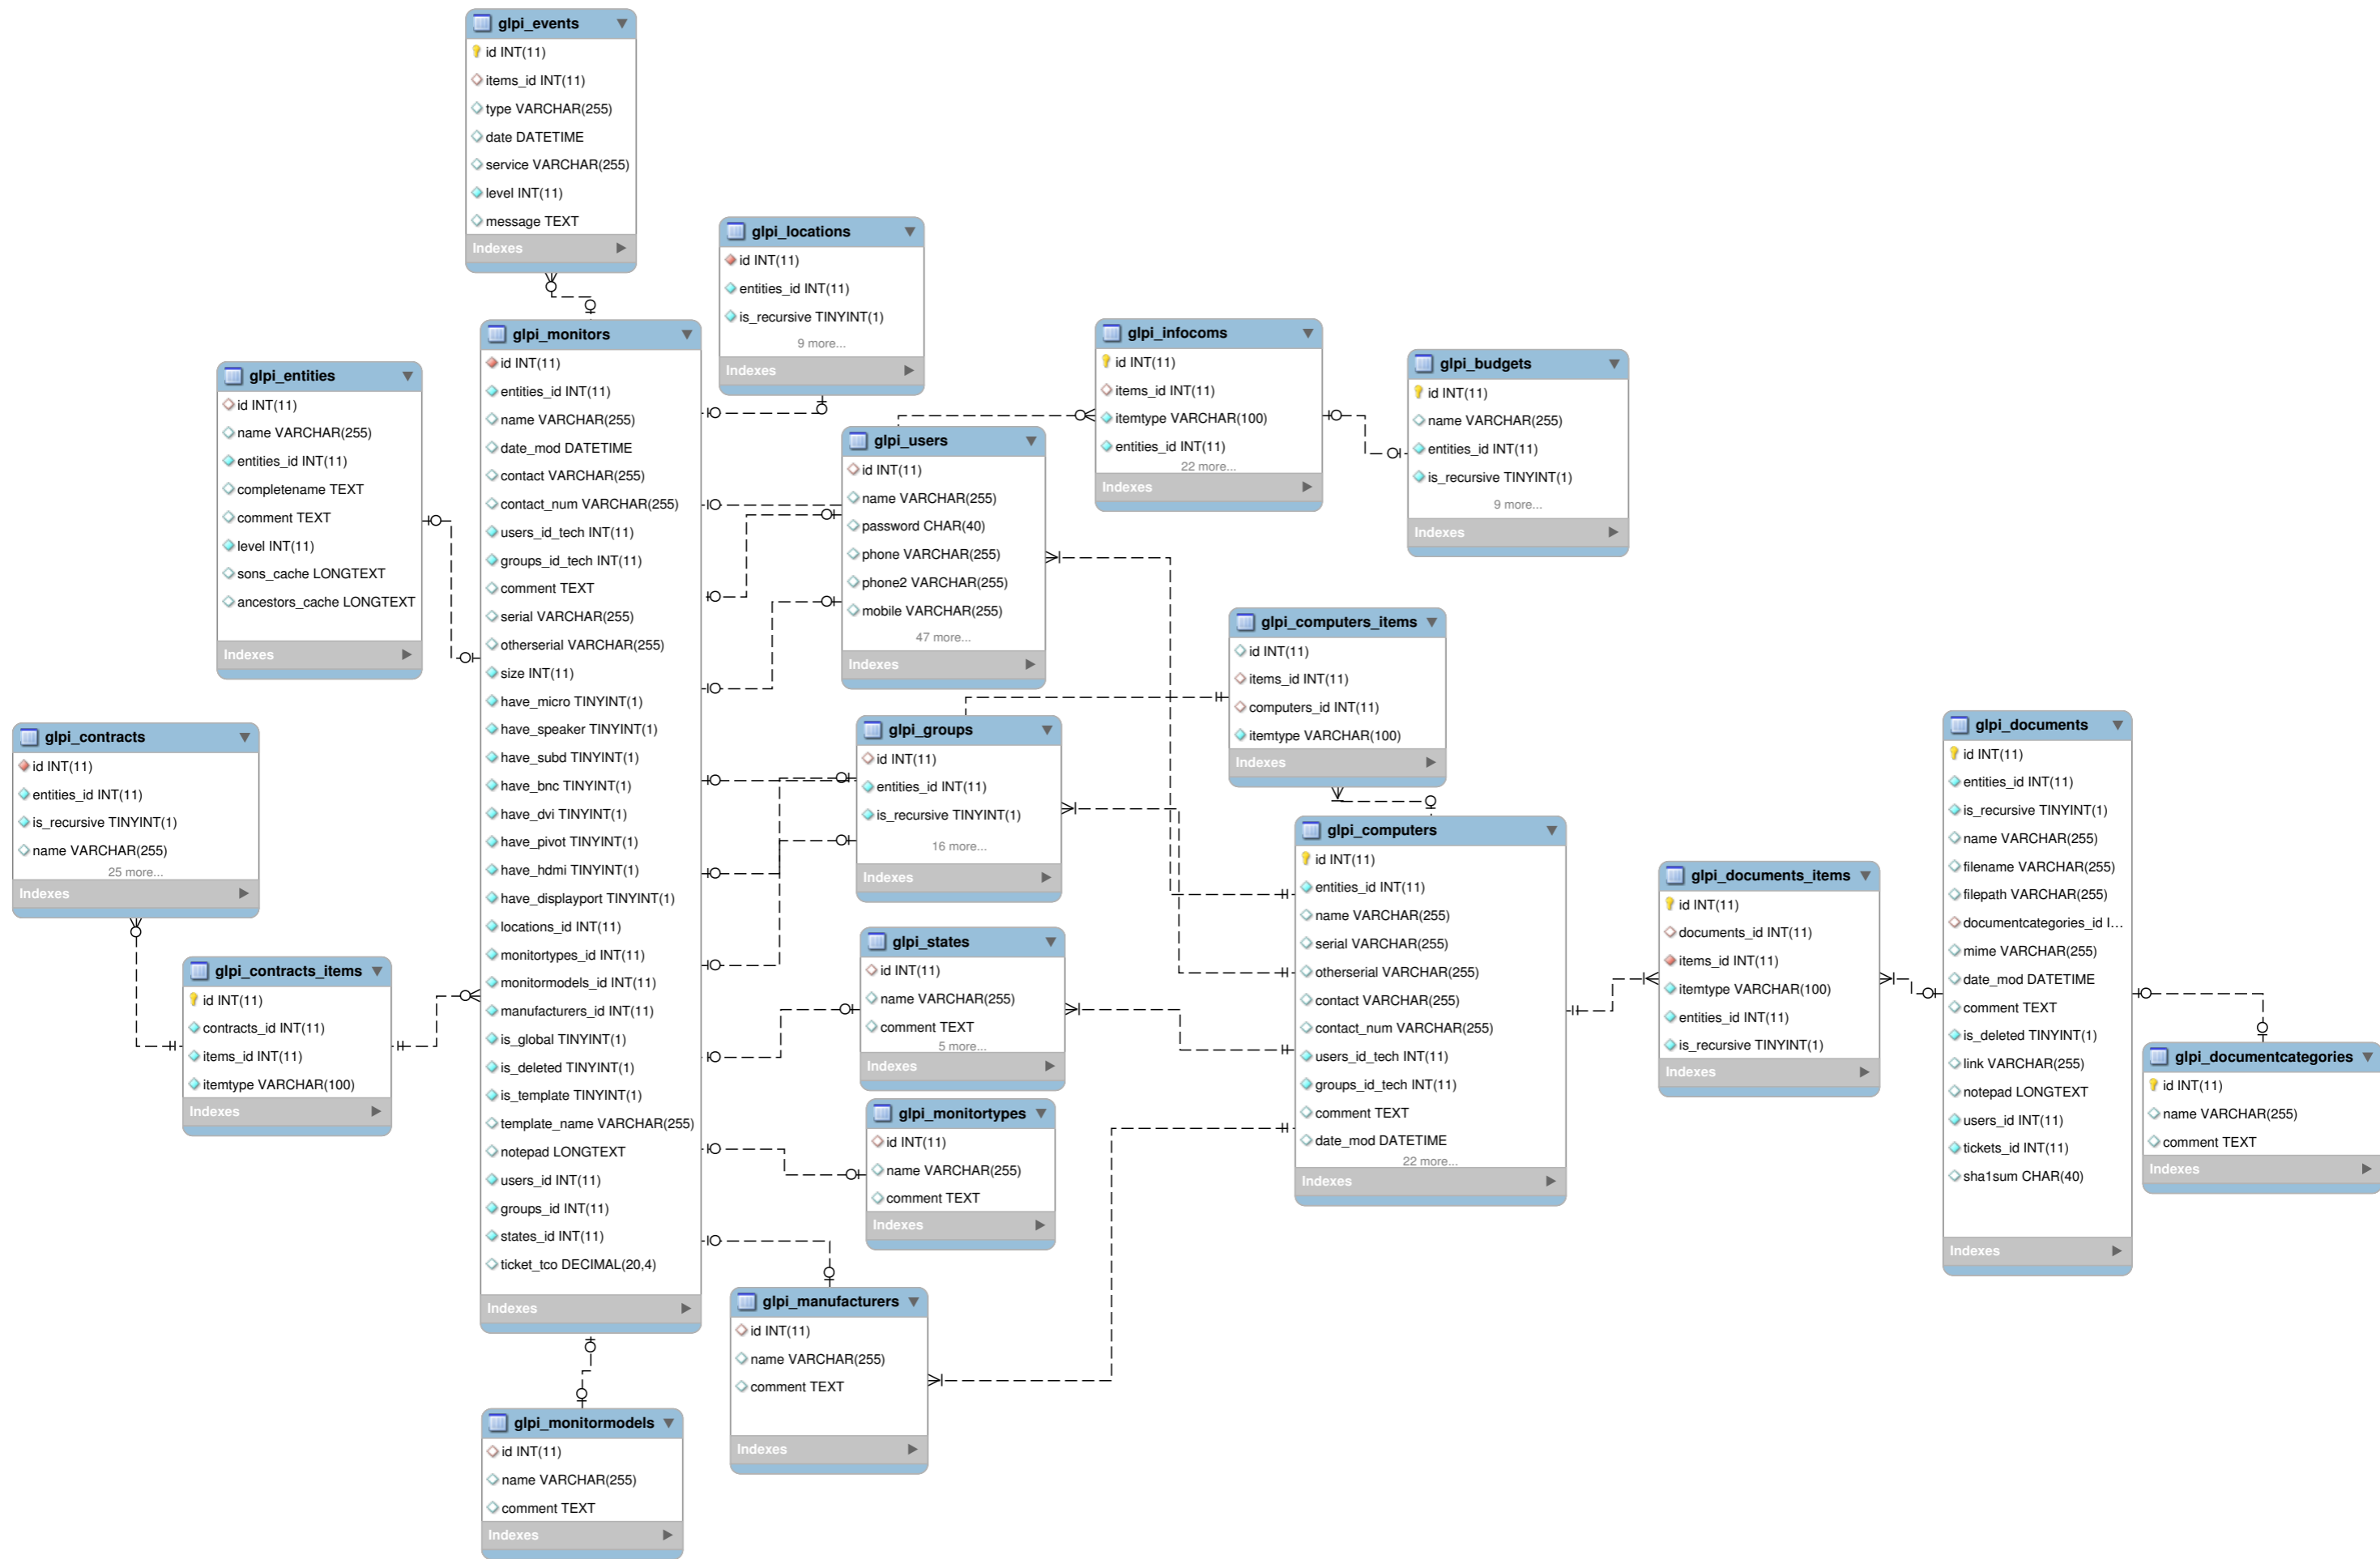 glpi_events
id INT(11)
items_id INT(11)
type VARCHAR(255)
date DATETIME
service VARCHAR(255)
level INT(11)
message TEXT
Indexes
glpi_locations
id INT(11)
entities_id INT(11)
is_recursive TINYINT(1)
9 more...
Indexes
glpi_monitors
id INT(11)
entities_id INT(11)
name VARCHAR(255)
date_mod DATETIME
contact VARCHAR(255)
contact_num VARCHAR(255)
users_id_tech INT(11)
groups_id_tech INT(11)
comment TEXT
serial VARCHAR(255)
otherserial VARCHAR(255)
size INT(11)
have_micro TINYINT(1)
have_speaker TINYINT(1)
have_subd TINYINT(1)
have_bnc TINYINT(1)
have_dvi TINYINT(1)
have_pivot TINYINT(1)
have_hdmi TINYINT(1)
have_displayport TINYINT(1)
locations_id INT(11)
monitortypes_id INT(11)
monitormodels_id INT(11)
manufacturers_id INT(11)
is_global TINYINT(1)
is_deleted TINYINT(1)
is_template TINYINT(1)
template_name VARCHAR(255)
notepad LONGTEXT
users_id INT(11)
groups_id INT(11)
states_id INT(11)
ticket_tco DECIMAL(20,4)
Indexes
glpi_infocoms
id INT(11)
items_id INT(11)
itemtype VARCHAR(100)
entities_id INT(11)
22 more...
Indexes
glpi_budgets
id INT(11)
name VARCHAR(255)
entities_id INT(11)
is_recursive TINYINT(1)
9 more...
Indexes
glpi_entities
id INT(11)
name VARCHAR(255)
entities_id INT(11)
completename TEXT
comment TEXT
level INT(11)
sons_cache LONGTEXT
ancestors_cache LONGTEXT
Indexes
glpi_users
id INT(11)
name VARCHAR(255)
password CHAR(40)
phone VARCHAR(255)
phone2 VARCHAR(255)
mobile VARCHAR(255)
47 more...
Indexes
glpi_computers_items
id INT(11)
items_id INT(11)
computers_id INT(11)
itemtype VARCHAR(100)
Indexes
glpi_contracts
id INT(11)
entities_id INT(11)
is_recursive TINYINT(1)
name VARCHAR(255)
25 more...
Indexes
glpi_groups
id INT(11)
entities_id INT(11)
is_recursive TINYINT(1)
16 more...
Indexes
glpi_documents
id INT(11)
entities_id INT(11)
is_recursive TINYINT(1)
name VARCHAR(255)
filename VARCHAR(255)
filepath VARCHAR(255)
documentcategories_id I...
mime VARCHAR(255)
date_mod DATETIME
comment TEXT
is_deleted TINYINT(1)
link VARCHAR(255)
notepad LONGTEXT
users_id INT(11)
tickets_id INT(11)
sha1sum CHAR(40)
Indexes
glpi_computers
id INT(11)
entities_id INT(11)
name VARCHAR(255)
serial VARCHAR(255)
otherserial VARCHAR(255)
contact VARCHAR(255)
contact_num VARCHAR(255)
users_id_tech INT(11)
groups_id_tech INT(11)
comment TEXT
date_mod DATETIME
22 more...
Indexes
glpi_documents_items
id INT(11)
documents_id INT(11)
items_id INT(11)
itemtype VARCHAR(100)
entities_id INT(11)
is_recursive TINYINT(1)
Indexes
glpi_states
id INT(11)
name VARCHAR(255)
comment TEXT
5 more...
Indexes
glpi_contracts_items
id INT(11)
contracts_id INT(11)
items_id INT(11)
itemtype VARCHAR(100)
Indexes
glpi_documentcategories
id INT(11)
name VARCHAR(255)
comment TEXT
Indexes
glpi_monitortypes
id INT(11)
name VARCHAR(255)
comment TEXT
Indexes
glpi_manufacturers
id INT(11)
name VARCHAR(255)
comment TEXT
Indexes
glpi_monitormodels
id INT(11)
name VARCHAR(255)
comment TEXT
Indexes